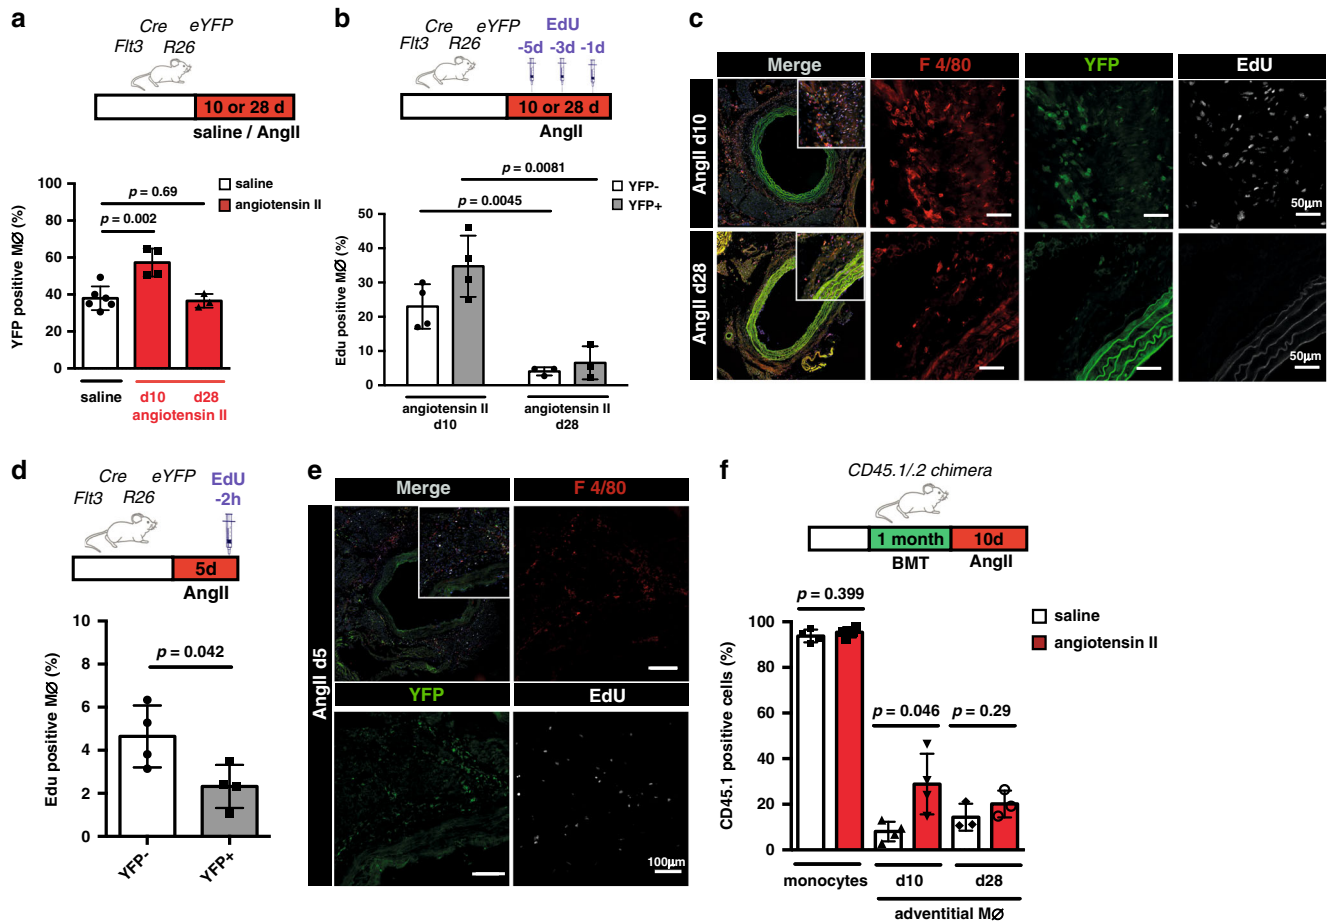 a
Cre eYFP
Flt3 R26
10 or 28 d
saline / AngII
YFP positive MØ (%)
100
80
60
40
20
0
p = 0.69
p = 0.002
saline
angiotensin II
saline
d10
d28
angiotensin II
b
Cre eYFP EdU
Flt3 R26 -5d -3d -1d
10 or 28 d
AngII
Edu positive MØ (%)
50
40
30
20
10
0
p = 0.0081
p = 0.0045
YFP-
YFP+
angiotensin II
d10
angiotensin II
d28
c
Merge
F 4/80
YFP
EdU
AngII d10
50µm
AngII d28
50µm
d
Cre eYFP EdU
Flt3 R26 -2h
5d
AngII
Edu positive MØ (%)
10
8
6
4
2
0
p = 0.042
YFP-
YFP+
e
Merge
F 4/80
AngII d5
YFP
EdU
100µm
f
CD45.1/.2 chimera
1 month
10d
BMT
AngII
CD45.1 positive cells (%)
100
80
60
40
20
0
p = 0.399
p = 0.046
p = 0.29
saline
angiotensin II
monocytes
d10
d28
adventitial MØ